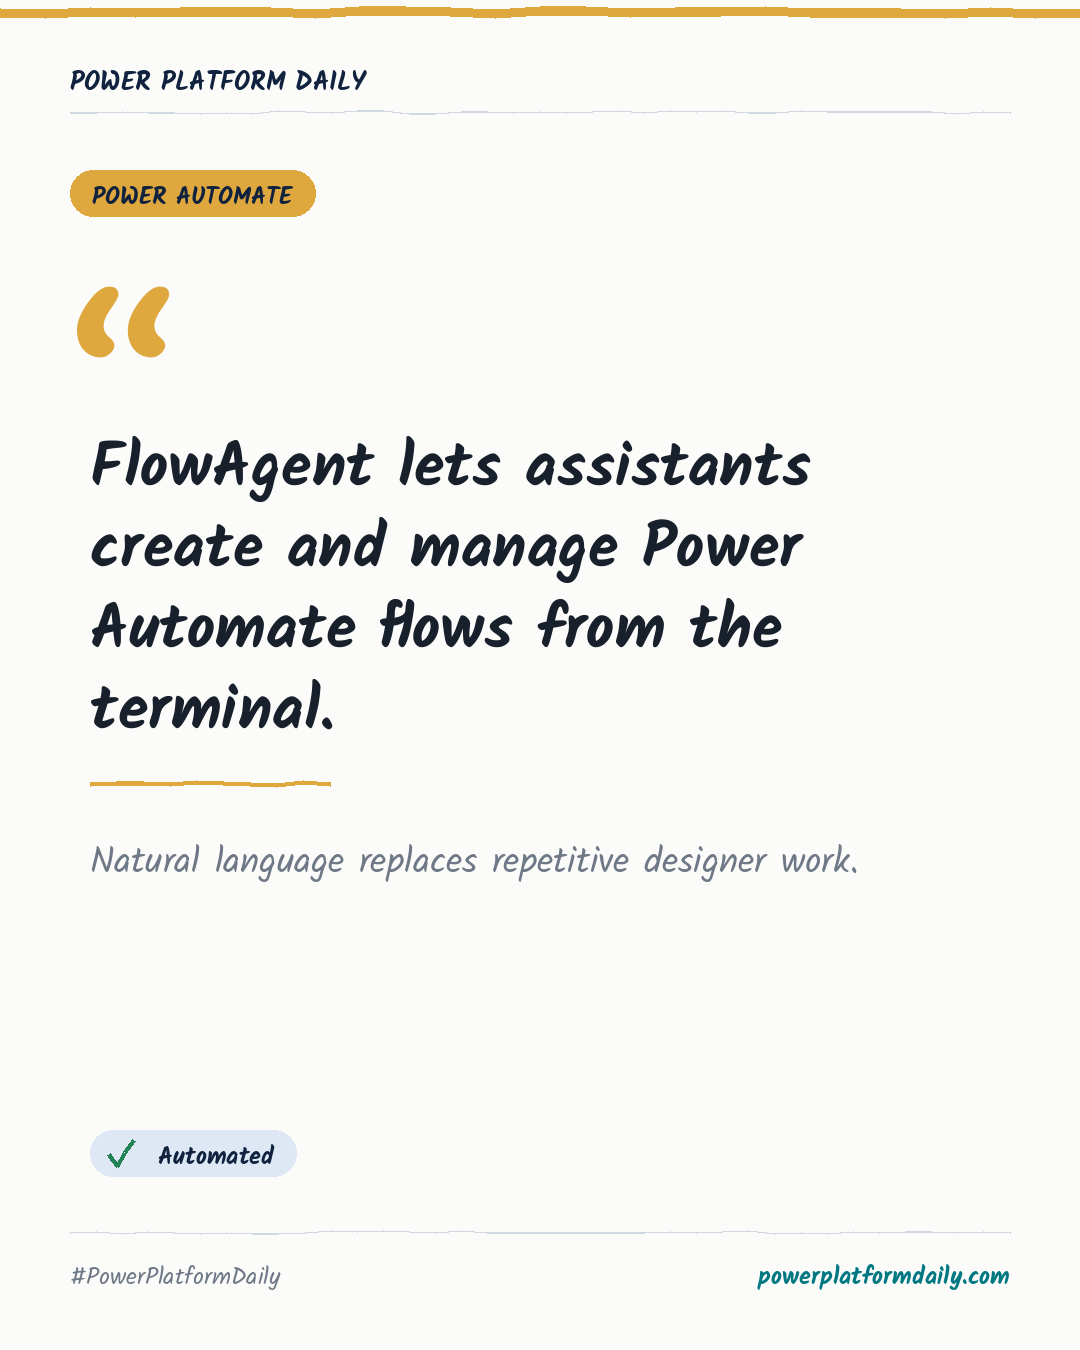 POWER PLATFORM DAILY
POWER AUTOMATE
“
FlowAgent lets assistants
create and manage Power
Automate flows from the
terminal.
Natural language replaces repetitive designer work.
✓ Automated
#PowerPlatformDaily
powerplatformdaily.com